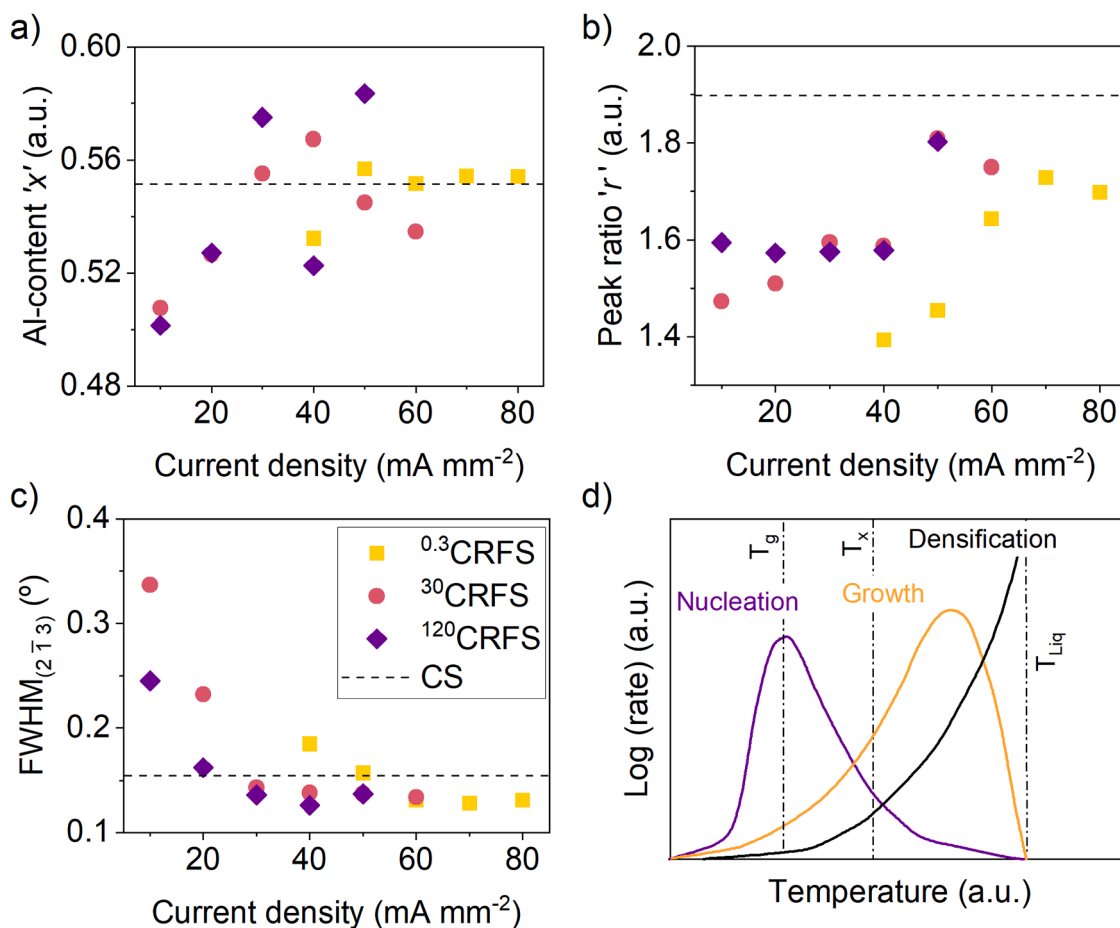 a)
0.60
0.56
0.52
0.48
Al-content 'x' (a.u.)
20 40 60 80
Current density (mA mm⁻²)
b)
2.0
1.8
1.6
1.4
Peak ratio 'r' (a.u.)
20 40 60 80
Current density (mA mm⁻²)
c)
0.4
0.3
0.2
0.1
FWHM₍₂ ₁̅ ₃₎ (º)
⁰·³CRFS
³⁰CRFS
¹²⁰CRFS
CS
20 40 60 80
Current density (mA mm⁻²)
d)
Log (rate) (a.u.)
T_g
T_x
T_Liq
Densification
Nucleation
Growth
Temperature (a.u.)